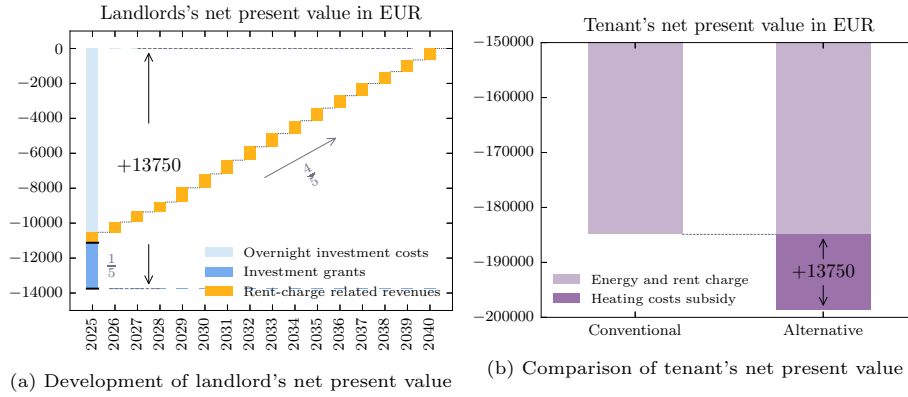 Landlords's net present value in EUR
0
−2000
−4000
−6000
−8000
−10000
−12000
−14000
+13750
4/5
1/5
Overnight investment costs
Investment grants
Rent-charge related revenues
2025 2026 2027 2028 2029 2030 2031 2032 2033 2034 2035 2036 2037 2038 2039 2040
(a) Development of landlord's net present value
Tenant's net present value in EUR
−150000
−160000
−170000
−180000
−190000
−200000
+13750
Energy and rent charge
Heating costs subsidy
Conventional Alternative
(b) Comparison of tenant's net present value